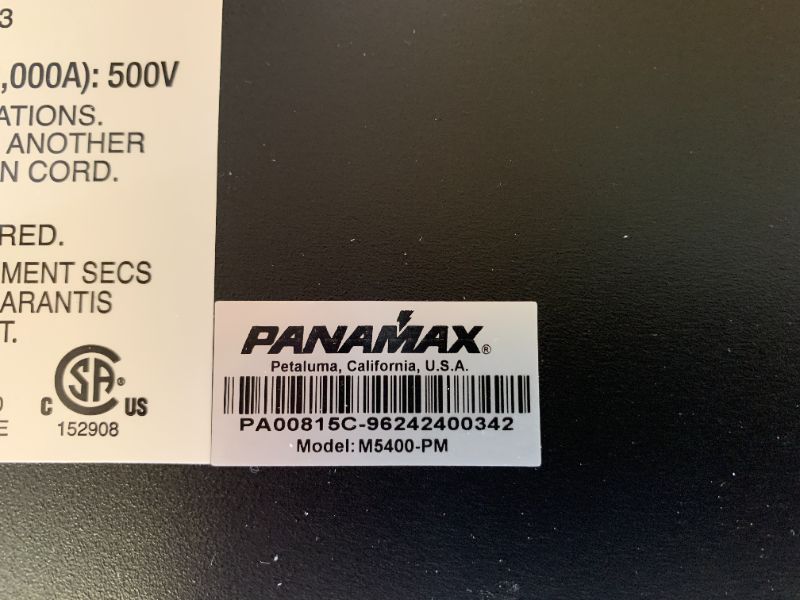 3
,000A): 500V
ATIONS.
ANOTHER
N CORD.
RED.
MENT SECS
ARANTIS
T.
CSA®
C US
E
152908
PANAMAX®
Petaluma, California, U.S.A.
PA00815C-96242400342
Model: M5400-PM